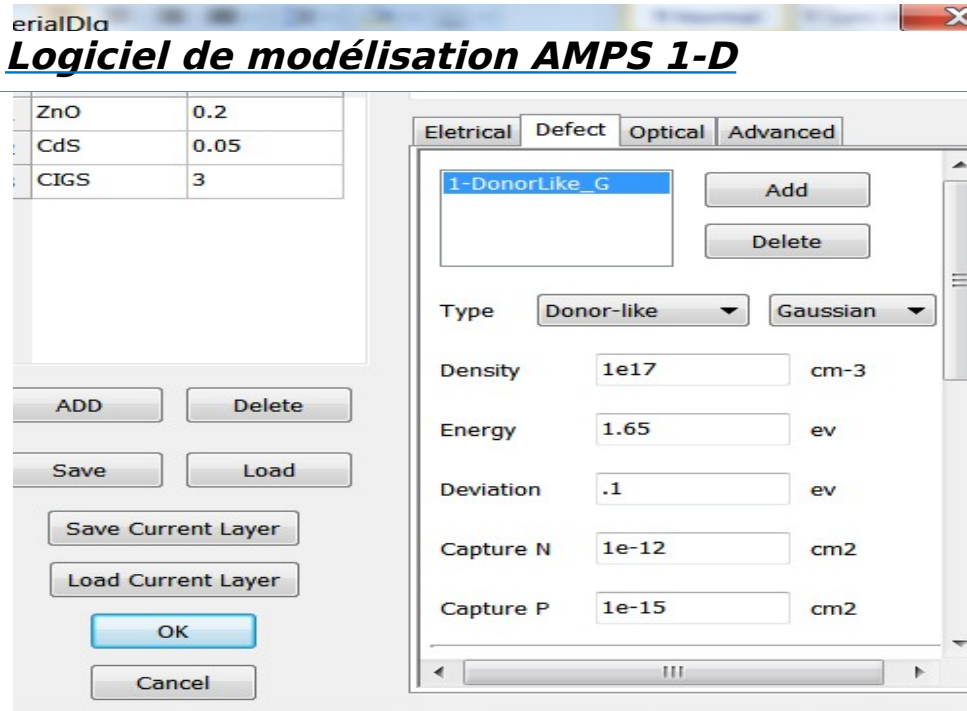 erialDlg
Logiciel de modélisation AMPS 1-D
ZnO 0.2
CdS 0.05
CIGS 3
ADD Delete
Save Load
Save Current Layer
Load Current Layer
OK
Cancel
Eletrical Defect Optical Advanced
1-DonorLike_G
Add
Delete
Type Donor-like Gaussian
Density 1e17 cm-3
Energy 1.65 ev
Deviation .1 ev
Capture N 1e-12 cm2
Capture P 1e-15 cm2